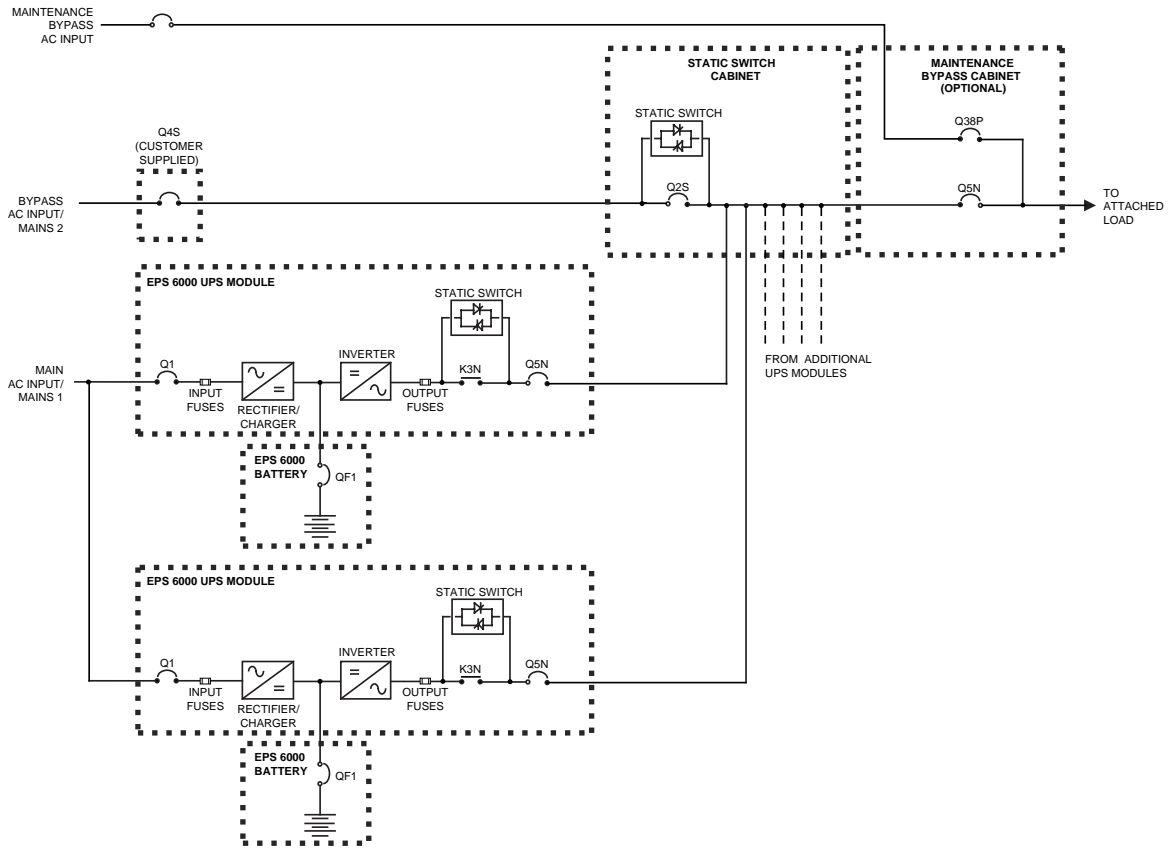 MAINTENANCE
BYPASS
AC INPUT
STATIC SWITCH
CABINET
MAINTENANCE
BYPASS CABINET
(OPTIONAL)
STATIC SWITCH
Q38P
Q4S
(CUSTOMER
SUPPLIED)
Q2S
Q5N
BYPASS
AC INPUT/
MAINS 2
TO
ATTACHED
LOAD
EPS 6000 UPS MODULE
STATIC SWITCH
FROM ADDITIONAL
UPS MODULES
MAIN
AC INPUT/
MAINS 1
Q1
INPUT
FUSES
RECTIFIER/
CHARGER
INVERTER
OUTPUT
FUSES
K3N
Q5N
EPS 6000
BATTERY
QF1
EPS 6000 UPS MODULE
STATIC SWITCH
Q1
INPUT
FUSES
RECTIFIER/
CHARGER
INVERTER
OUTPUT
FUSES
K3N
Q5N
EPS 6000
BATTERY
QF1